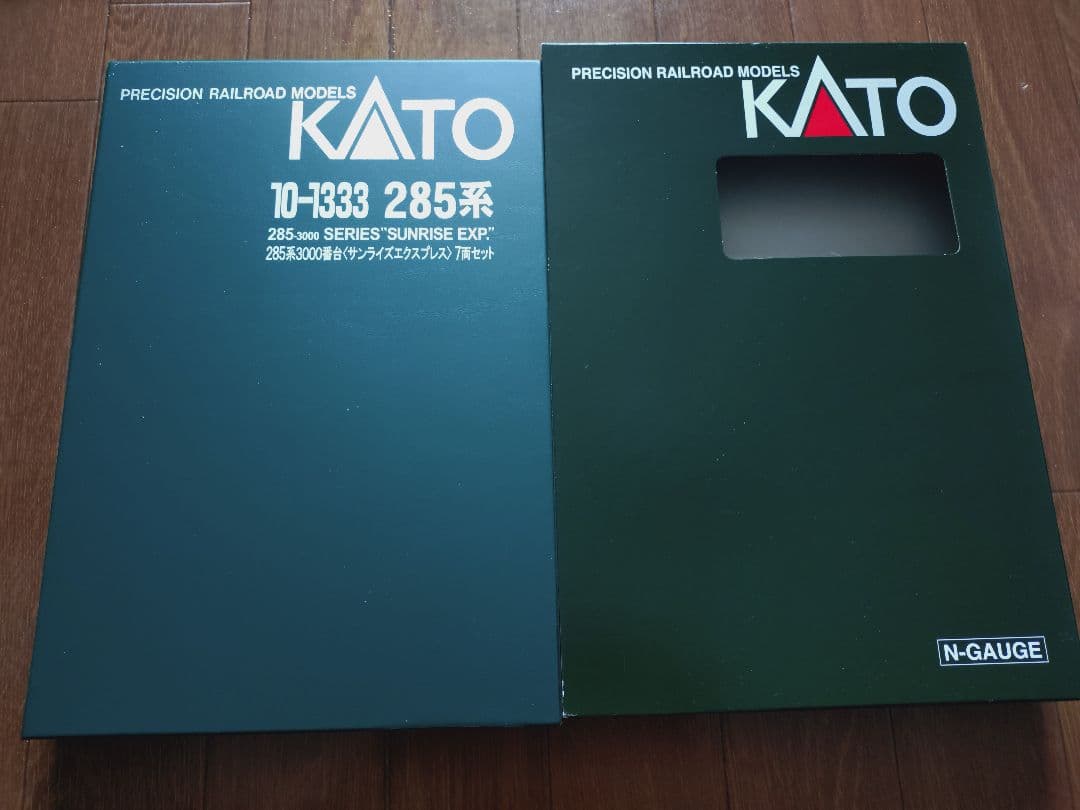 PRECISION RAILROAD MODELS
KATO
10-1333 285系
285-3000 SERIES "SUNRISE EXP."
285系3000番台〈サンライズエクスプレス〉7両セット
PRECISION RAILROAD MODELS
KATO
N-GAUGE